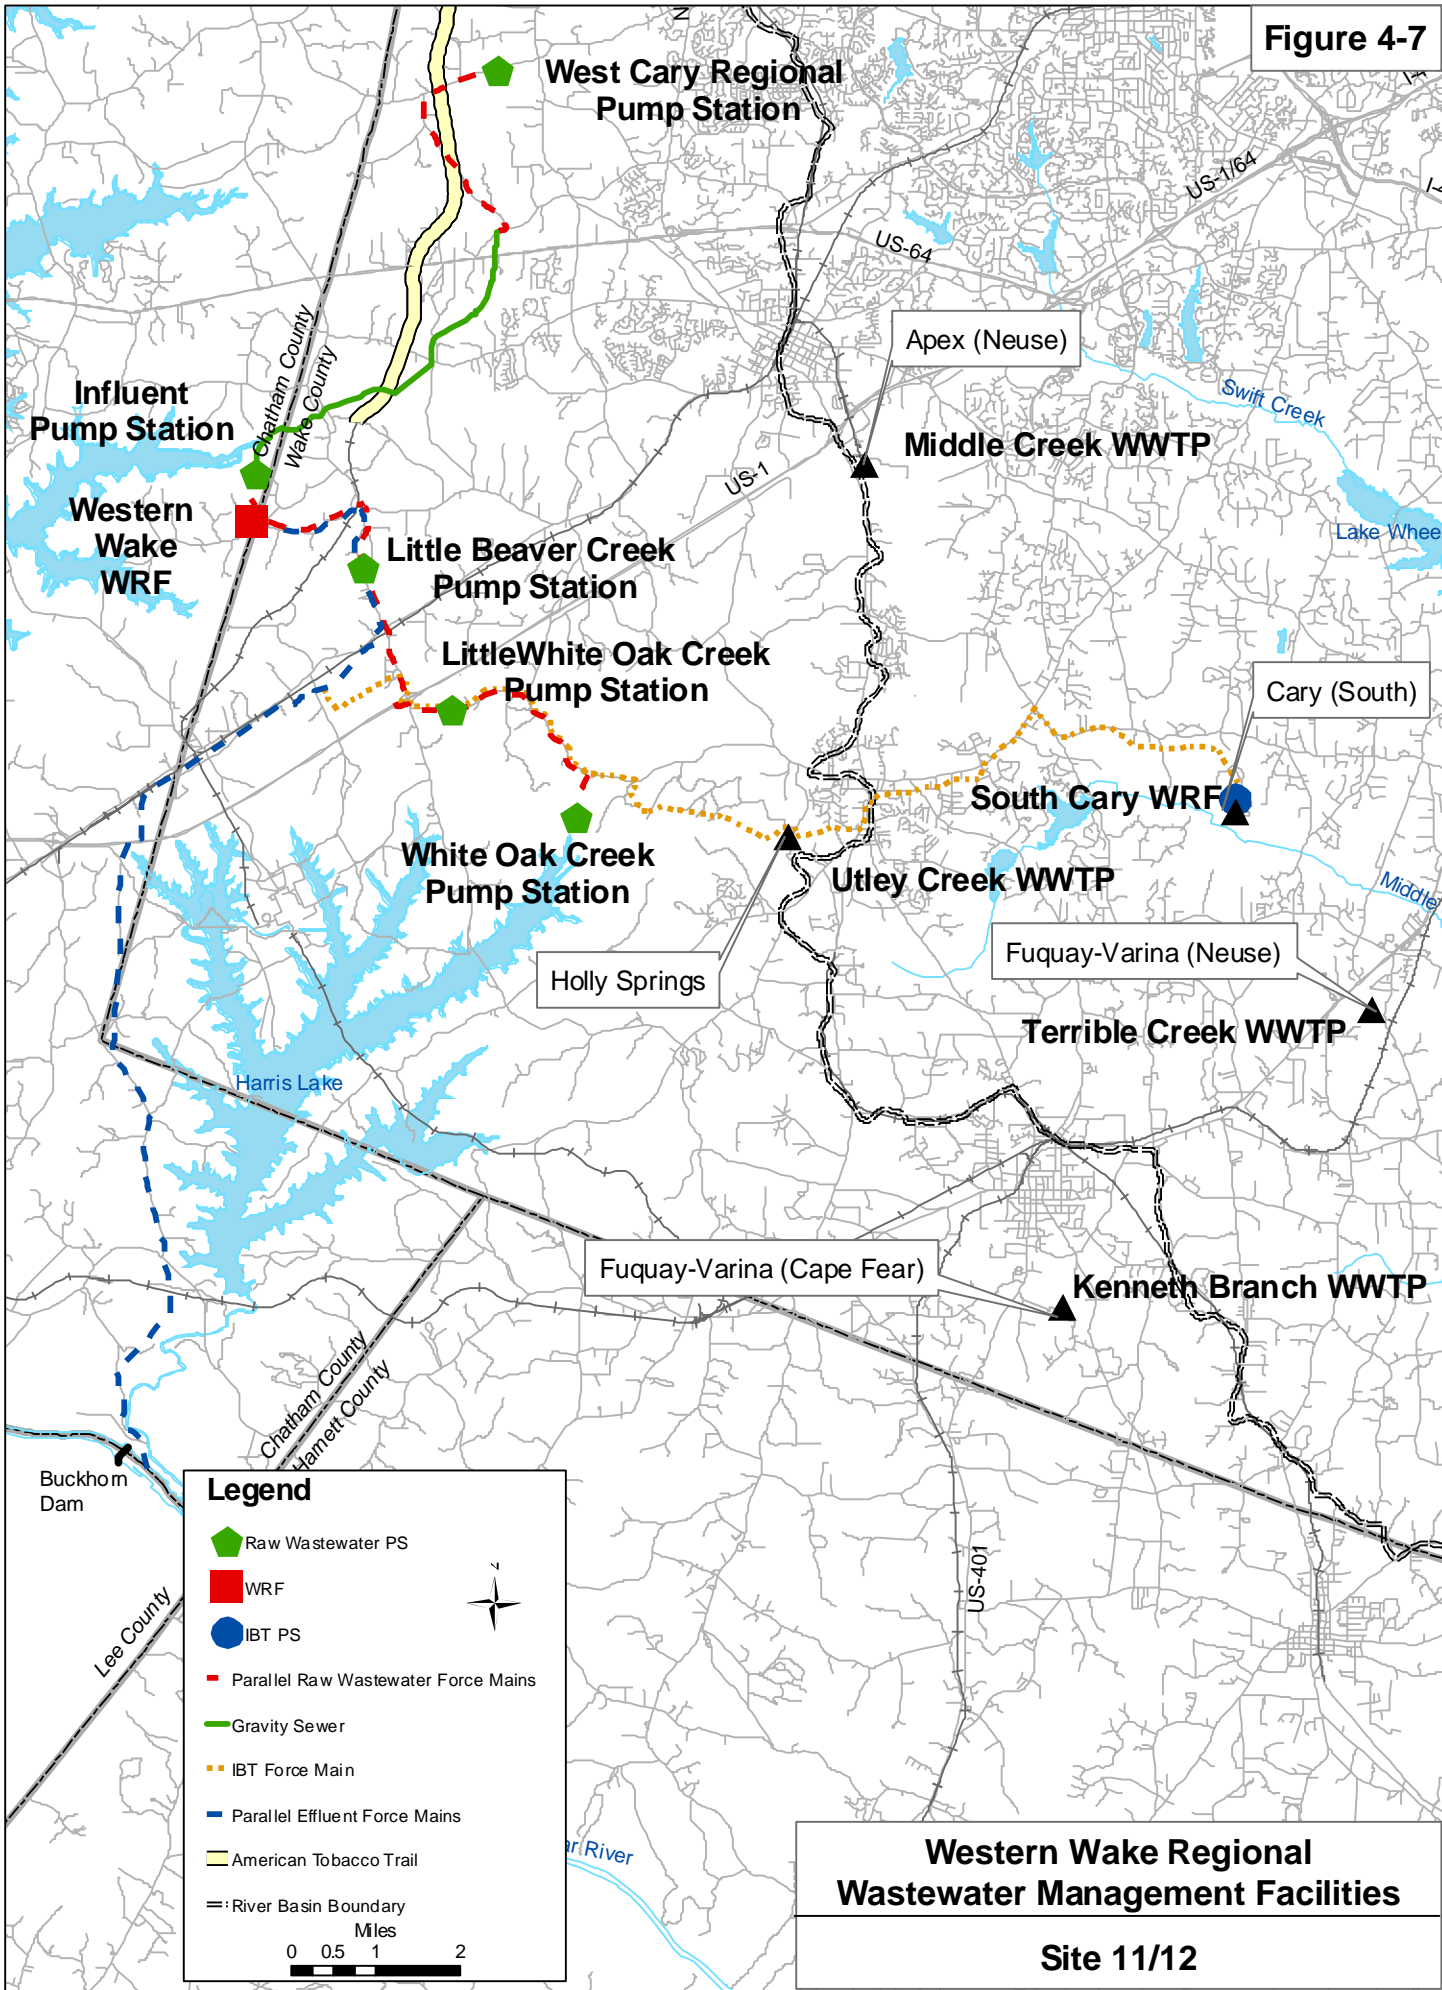 Figure 4-7
West Cary Regional
Pump Station
US-1/64
US-64
Apex (Neuse)
Chatham County
Wake County
Influent
Pump Station
Swift Creek
Middle Creek WWTP
US-1
Western
Wake
WRF
Lake Whee
Little Beaver Creek
Pump Station
LittleWhite Oak Creek
Pump Station
Cary (South)
South Cary WRF
White Oak Creek
Pump Station
Utley Creek WWTP
Middle
Holly Springs
Fuquay-Varina (Neuse)
Terrible Creek WWTP
Harris Lake
Fuquay-Varina (Cape Fear)
Kenneth Branch WWTP
Chatham County
Harnett County
Buckhorn
Dam
Lee County
US-401
Legend
Raw Wastewater PS
WRF
IBT PS
Parallel Raw Wastewater Force Mains
Gravity Sewer
IBT Force Main
Parallel Effluent Force Mains
American Tobacco Trail
River Basin Boundary
Miles
0 0.5 1 2
N
ar River
Western Wake Regional
Wastewater Management Facilities
Site 11/12